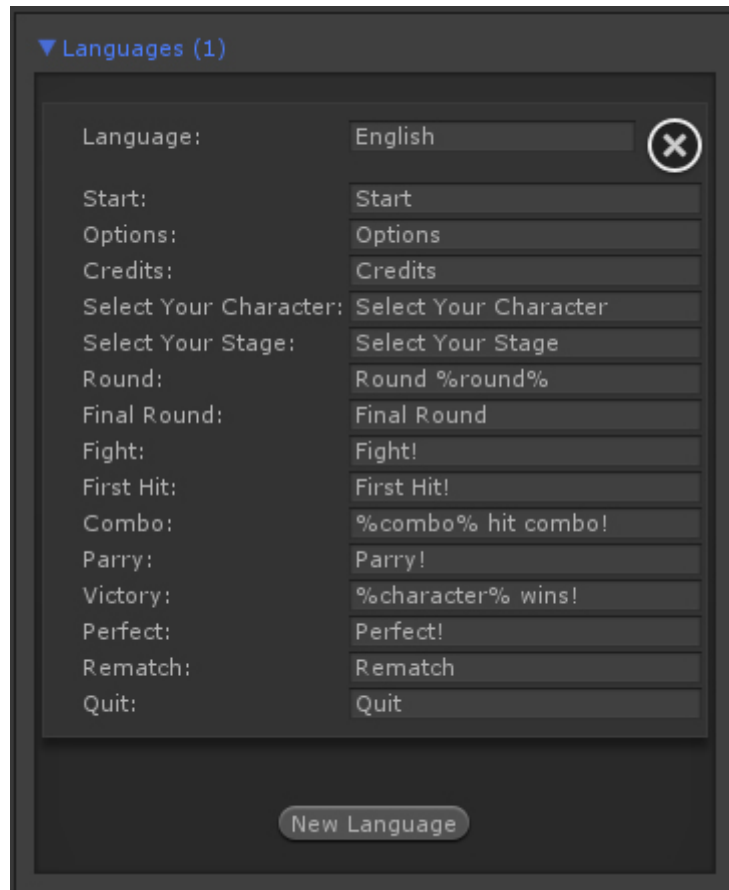 Languages (1)
Language: English
Start: Start
Options: Options
Credits: Credits
Select Your Character: Select Your Character
Select Your Stage: Select Your Stage
Round: Round %round%
Final Round: Final Round
Fight: Fight!
First Hit: First Hit!
Combo: %combo% hit combo!
Parry: Parry!
Victory: %character% wins!
Perfect: Perfect!
Rematch: Rematch
Quit: Quit
New Language